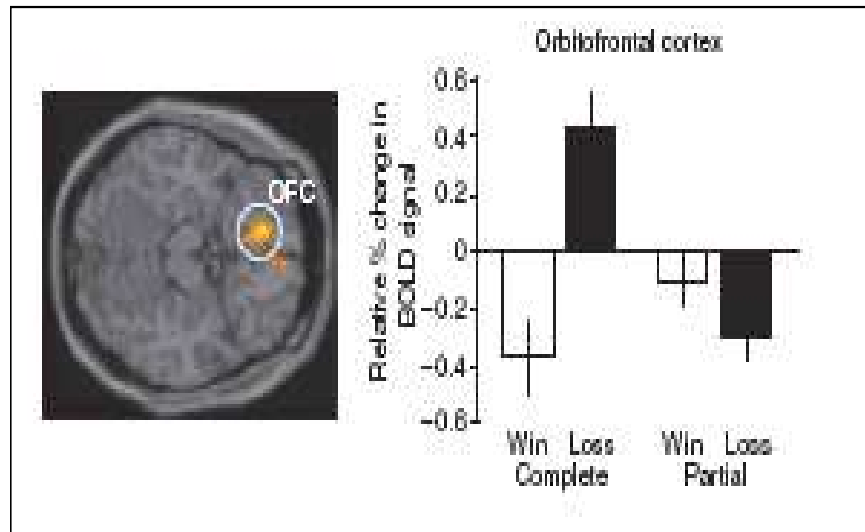 Orbitofrontal cortex
OFC
Relative % change in
BOLD signal
0.6
0.4
0.2
0
−0.2
−0.4
−0.6
Win Loss Win Loss
Complete Partial